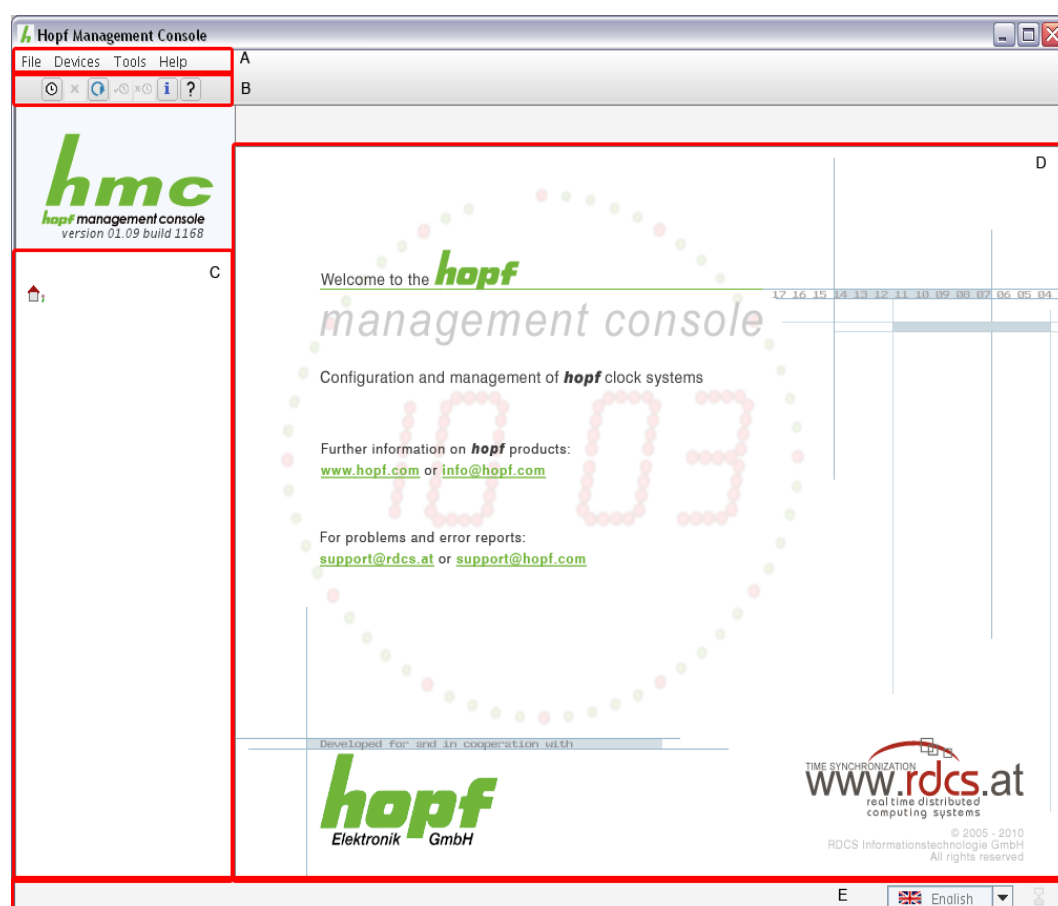 Hopf Management Console
File Devices Tools Help
A
i ?
B
hmc
hopf management console
version 01.09 build 1168
C
D
Welcome to the hopf
management console
17 16 15 14 13 12 11 10 09 08 07 06 05 04
Configuration and management of hopf clock systems
10 03
Further information on hopf products:
www.hopf.com or info@hopf.com
For problems and error reports:
support@rdcs.at or support@hopf.com
Developed for and in cooperation with
hopf
Elektronik GmbH
TIME SYNCHRONIZATION
www.rdcs.at
real time distributed
computing systems
© 2005 - 2010
RDCS Informationstechnologie GmbH
All rights reserved
E
English